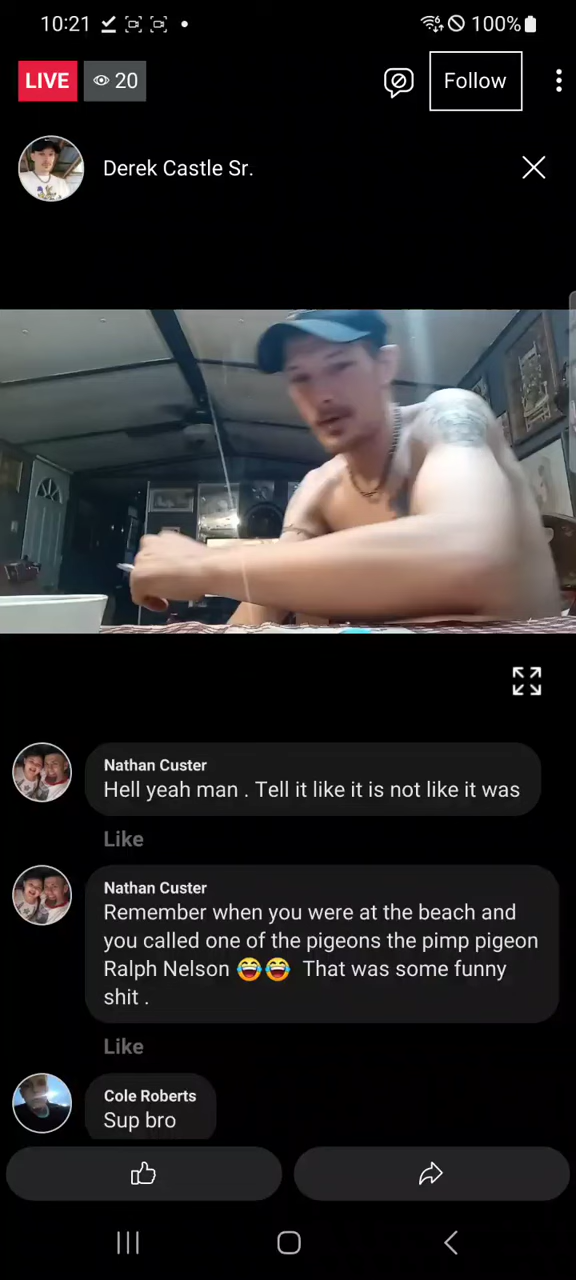 10:21
100%
LIVE 20
Follow
Derek Castle Sr.
Nathan Custer
Hell yeah man . Tell it like it is not like it was
Like
Nathan Custer
Remember when you were at the beach and
you called one of the pigeons the pimp pigeon
Ralph Nelson 😂😂 That was some funny
shit .
Like
Cole Roberts
Sup bro